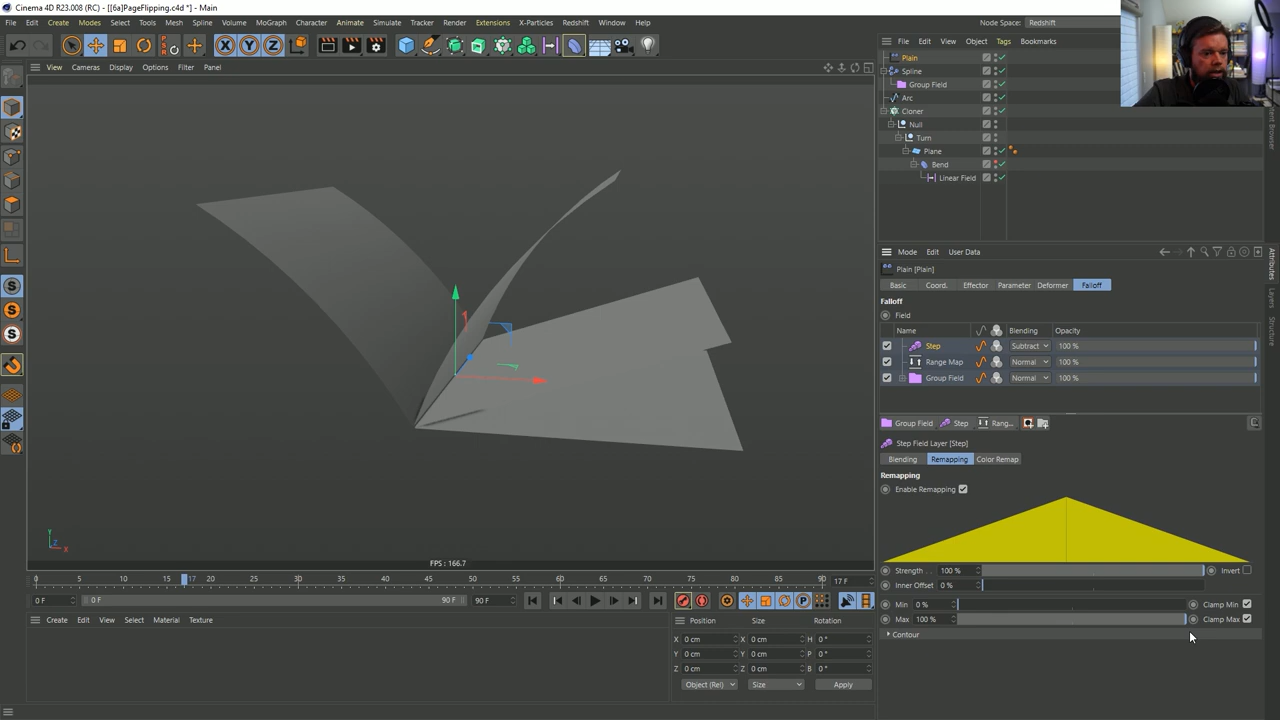 Cinema 4D R23.008 (RC) - [[6a]PageFlipping.c4d *] - Main
File Edit Create Modes Select Tools Mesh Spline Volume MoGraph Character Animate Simulate Tracker Render Extensions X-Particles Redshift Window Help
Node Space: Redshift
View Cameras Display Options Filter Panel
File Edit View Object Tags Bookmarks
Plain
Spline
Group Field
Arc
Cloner
Null
Turn
Plane
Bend
Linear Field
Mode Edit User Data
Plain [Plain]
Basic Coord. Effector Parameter Deformer Falloff
Falloff
Field
Name Blending Opacity
Step Subtract 100 %
Range Map Normal 100 %
Group Field Normal 100 %
Group Field Step Rang...
Step Field Layer [Step]
Blending Remapping Color Remap
Remapping
Enable Remapping
Strength . . 100 % Invert
Inner Offset 0 %
Min 0 % Clamp Min
Max 100 % Clamp Max
Contour
Attributes
Layers
Structure
Y
Z X
FPS : 166.7
0 5 10 15 17 20 25 30 35 40 45 50 55 60 65 70 75 80 85 90 17 F
0 F 0 F 90 F 90 F
Create Edit View Select Material Texture
Position Size Rotation
X 0 cm X 0 cm H 0 °
Y 0 cm Y 0 cm P 0 °
Z 0 cm Z 0 cm B 0 °
Object (Rel) Size Apply